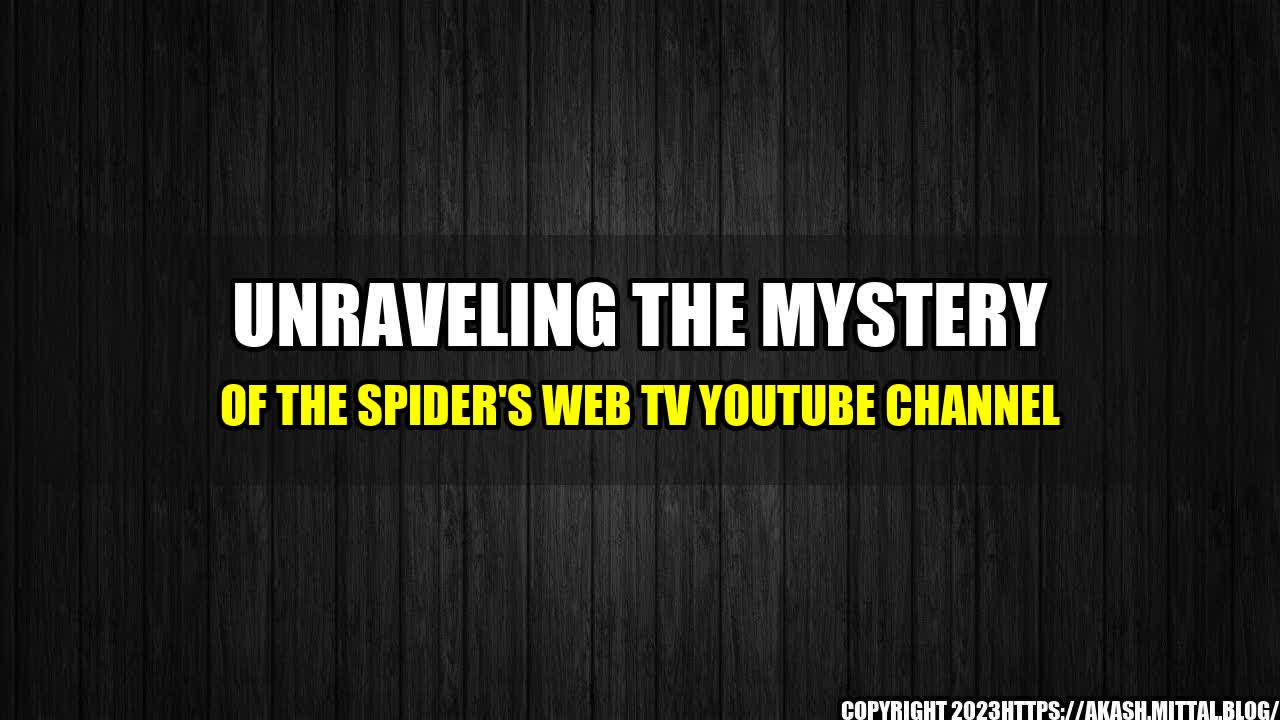 UNRAVELING THE MYSTERY
OF THE SPIDER'S WEB TV YOUTUBE CHANNEL
COPYRIGHT 2023HTTPS://AKASH.MITTAL.BLOG/